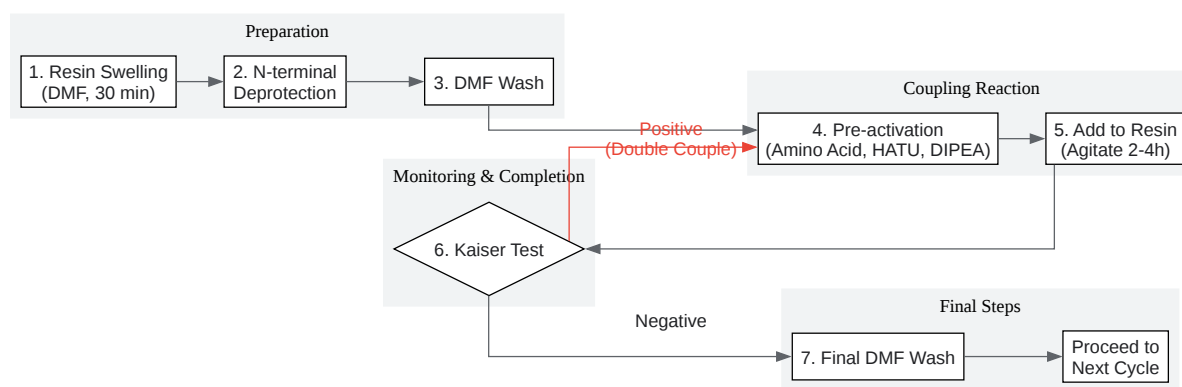 Preparation
1. Resin Swelling
(DMF, 30 min)
2. N-terminal
Deprotection
3. DMF Wash
Coupling Reaction
4. Pre-activation
(Amino Acid, HATU, DIPEA)
5. Add to Resin
(Agitate 2-4h)
Positive
(Double Couple)
Monitoring & Completion
6. Kaiser Test
Negative
Final Steps
7. Final DMF Wash
Proceed to
Next Cycle